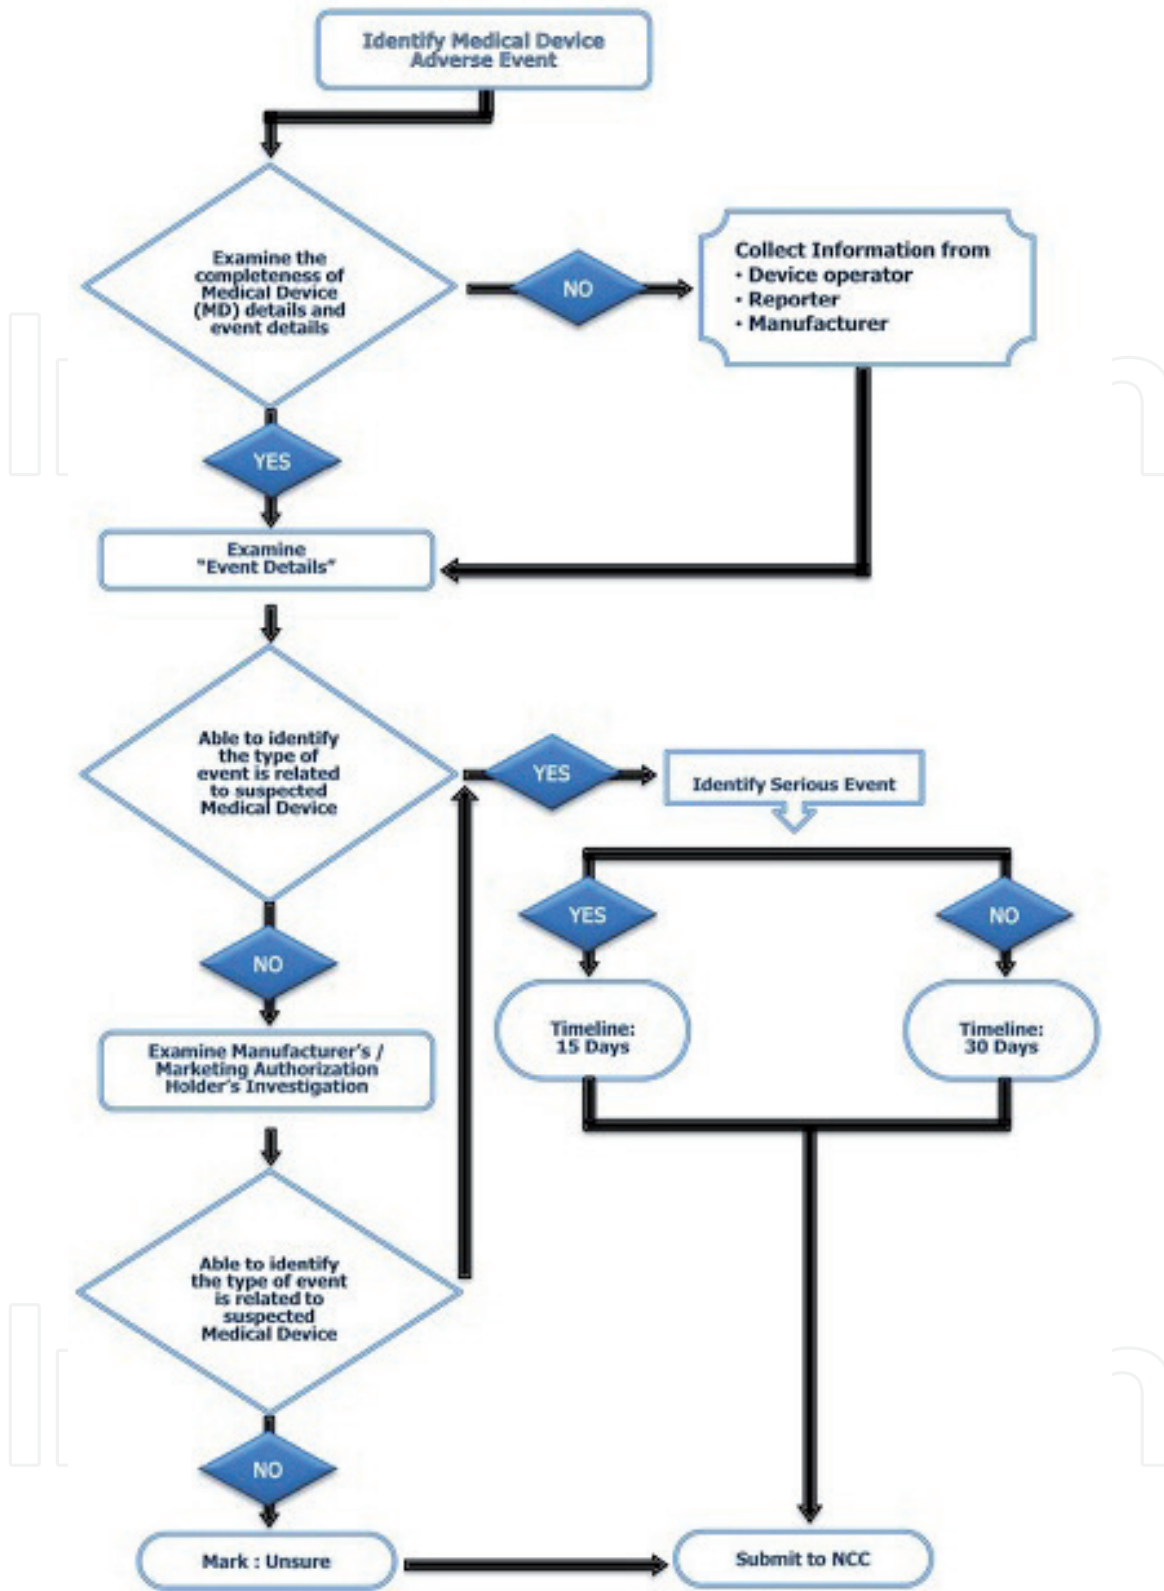 Identify Medical Device
Adverse Event
Examine the
completeness of
Medical Device
(MD) details and
event details
NO
Collect Information from
• Device operator
• Reporter
• Manufacturer
YES
Examine
"Event Details"
Able to identify
the type of
event is related
to suspected
Medical Device
YES
Identify Serious Event
YES
NO
NO
Timeline:
15 Days
Timeline:
30 Days
Examine Manufacturer's /
Marketing Authorization
Holder's Investigation
Able to identify
the type of event
is related to
suspected
Medical Device
NO
Mark : Unsure
Submit to NCC